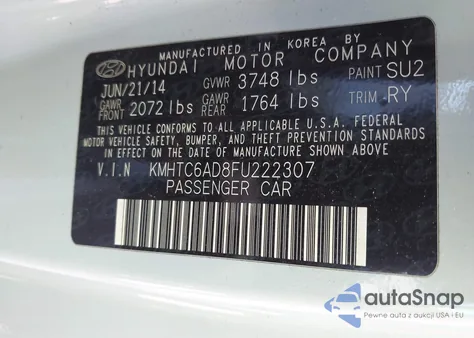 MANUFACTURED IN KOREA BY
HYUNDAI MOTOR COMPANY
JUN/21/14 GVWR 3748 lbs PAINT SU2
GAWR FRONT 2072 lbs GAWR REAR 1764 lbs TRIM RY
THIS VEHICLE CONFORMS TO ALL APPLICABLE U.S.A. FEDERAL
MOTOR VEHICLE SAFETY, BUMPER, AND THEFT PREVENTION STANDARDS
IN EFFECT ON THE DATE OF MANUFACTURE SHOWN ABOVE.
V.I.N KMHTC6AD8FU222307
PASSENGER CAR
autoSnap
Pewne auta z USA i EU